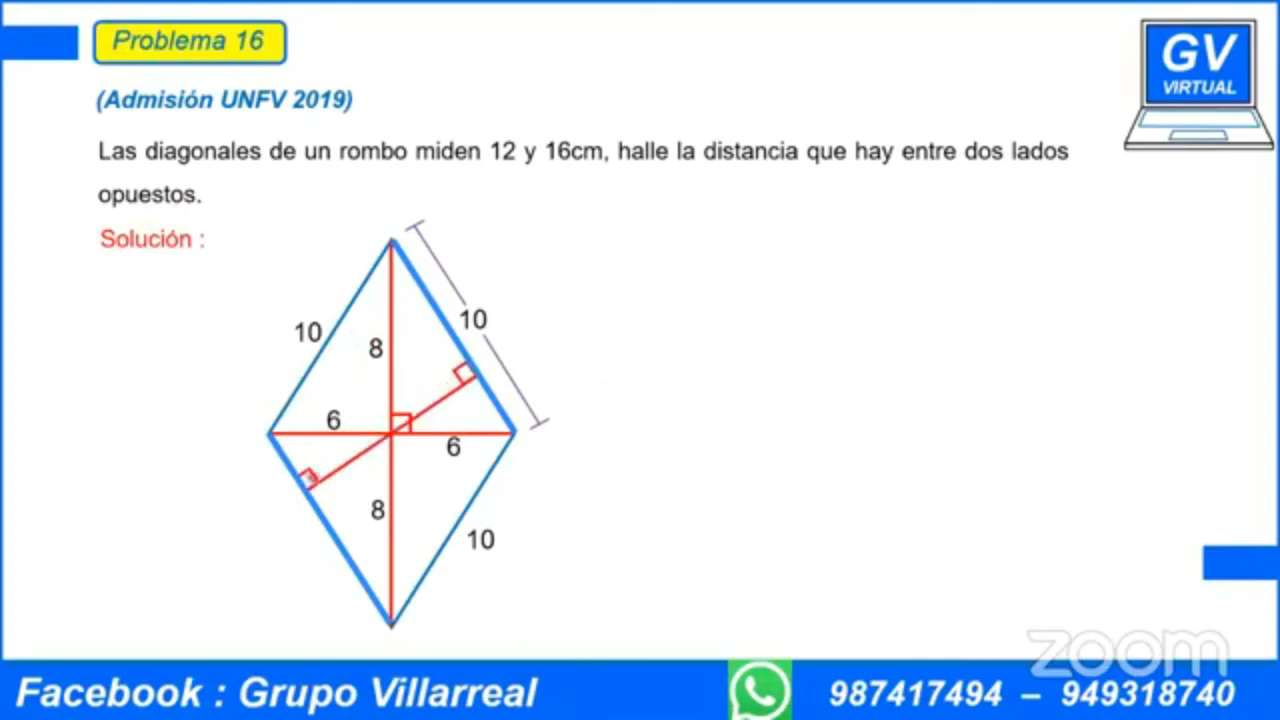 Problema 16
GV
VIRTUAL
(Admisión UNFV 2019)
Las diagonales de un rombo miden 12 y 16cm, halle la distancia que hay entre dos lados
opuestos.
Solución :
10
10
8
6
6
8
10
zoom
Facebook : Grupo Villarreal
987417494 – 949318740